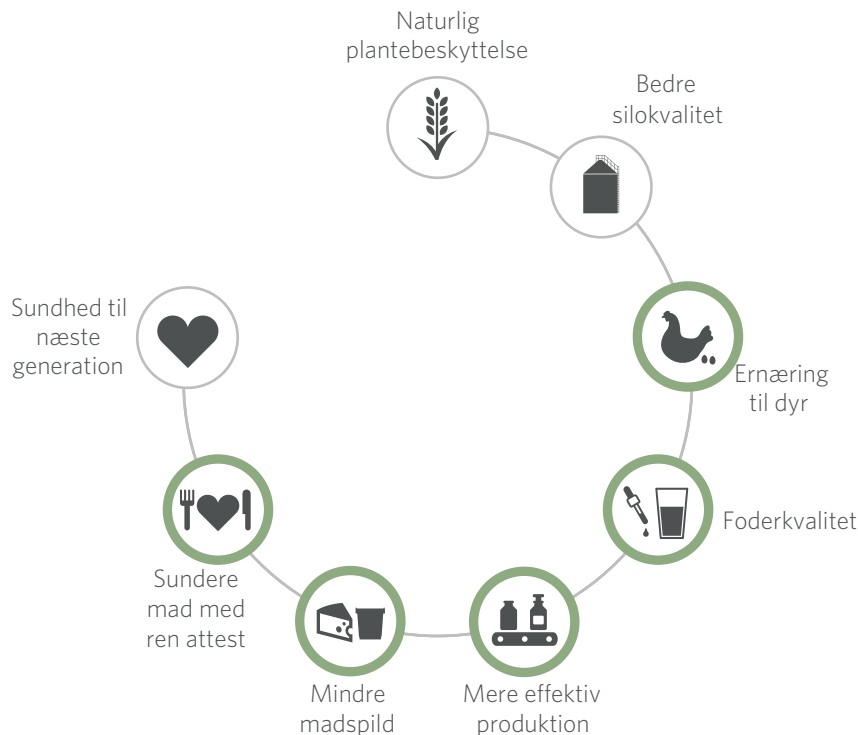 Naturlig
plantebeskyttelse
Bedre
silokvalitet
Ernæring
til dyr
Foderkvalitet
Mere effektiv
produktion
Mindre
madspild
Sundere
mad med
ren attest
Sundhed til
næste
generation